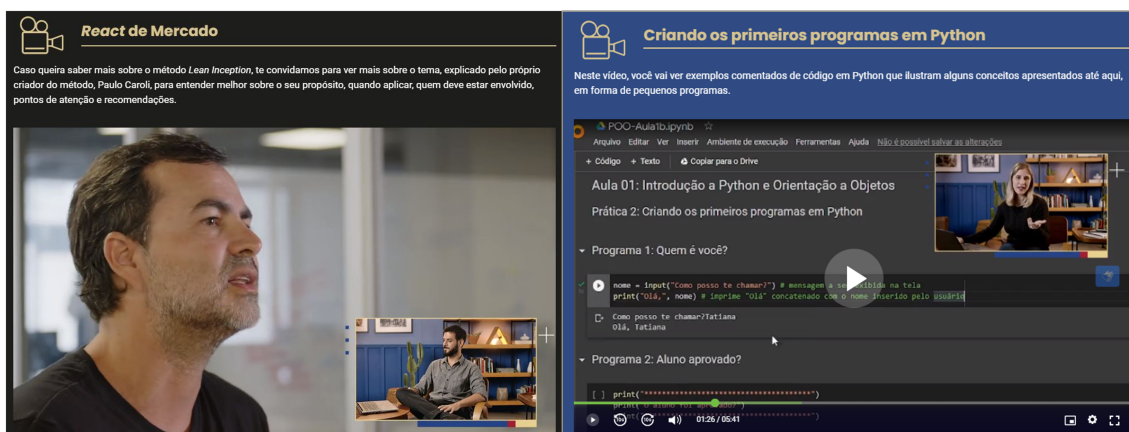 React de Mercado
Caso queira saber mais sobre o método Lean Inception, te convidamos para ver mais sobre o tema, explicado pelo próprio
criador do método, Paulo Caroli, para entender melhor sobre o seu propósito, quando aplicar, quem deve estar envolvido,
pontos de atenção e recomendações.
Criando os primeiros programas em Python
Neste vídeo, você vai ver exemplos comentados de código em Python que ilustram alguns conceitos apresentados até aqui,
em forma de pequenos programas.
POO-Aula1b.ipynb
Arquivo Editar Ver Inserir Ambiente de execução Ferramentas Ajuda Não é possível salvar as alterações
+ Código + Texto Copiar para o Drive
Aula 01: Introdução a Python e Orientação a Objetos
Prática 2: Criando os primeiros programas em Python
Programa 1: Quem é você?
nome = input("Como posso te chamar?") # mensagem a ser exibida na tela
print("Olá,", nome) # imprime "Olá" concatenado com o nome inserido pelo usuário
Como posso te chamar?Tatiana
Olá, Tatiana
Programa 2: Aluno aprovado?
[ ] print("
print("O aluno foi aprovado?")
01:26 / 05:41